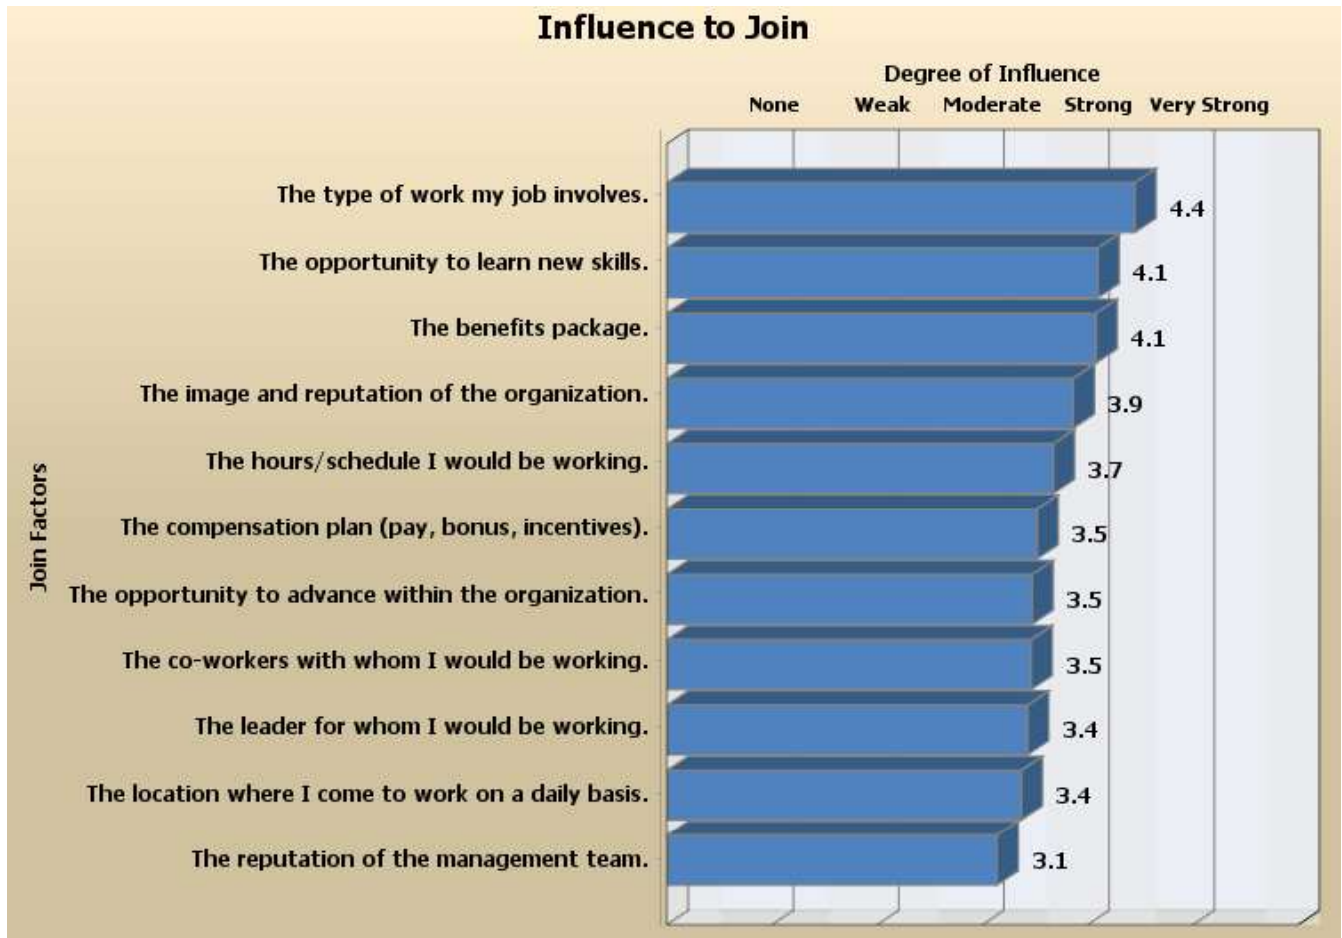 Influence to Join
Degree of Influence
None Weak Moderate Strong Very Strong
The type of work my job involves. 4.4
The opportunity to learn new skills. 4.1
The benefits package. 4.1
The image and reputation of the organization. 3.9
The hours/schedule I would be working. 3.7
The compensation plan (pay, bonus, incentives). 3.5
The opportunity to advance within the organization. 3.5
The co-workers with whom I would be working. 3.5
The leader for whom I would be working. 3.4
The location where I come to work on a daily basis. 3.4
The reputation of the management team. 3.1
Join Factors